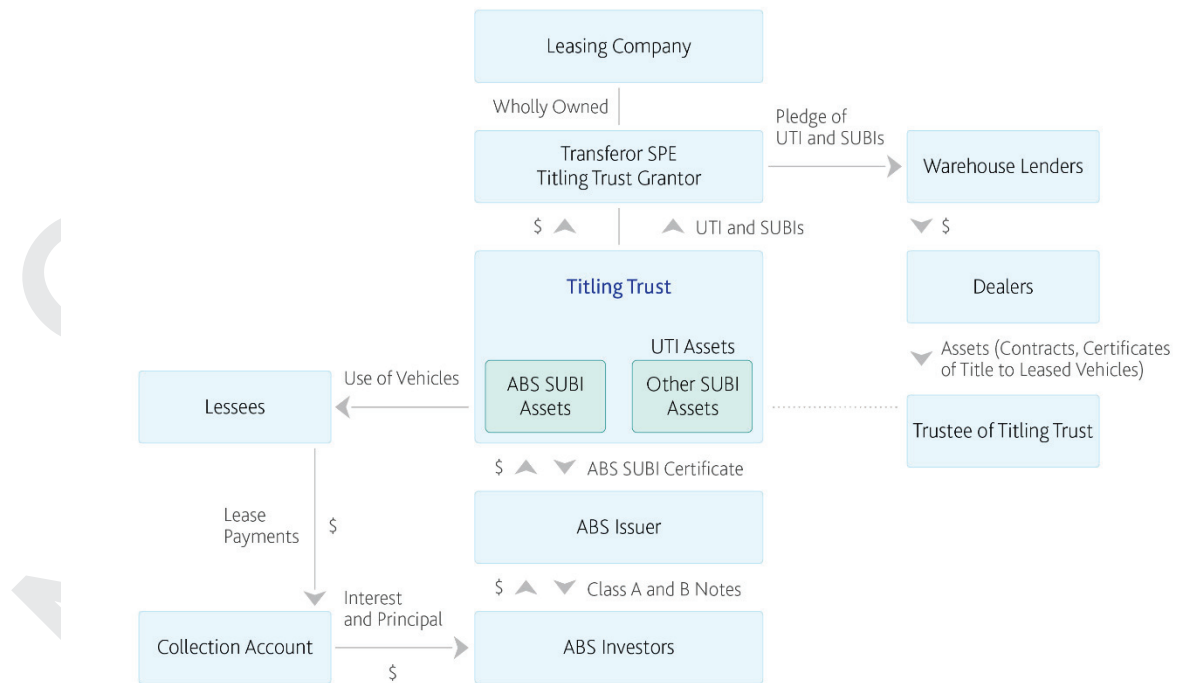 Leasing Company
Wholly Owned
Transferor SPE
Titling Trust Grantor
Pledge of
UTI and SUBIs
Warehouse Lenders
$
UTI and SUBIs
$
Titling Trust
Dealers
UTI Assets
ABS SUBI
Assets
Other SUBI
Assets
Assets (Contracts, Certificates
of Title to Leased Vehicles)
Use of Vehicles
Lessees
Trustee of Titling Trust
$
ABS SUBI Certificate
Lease
Payments
$
ABS Issuer
$
Class A and B Notes
Interest
and Principal
Collection Account
$
ABS Investors